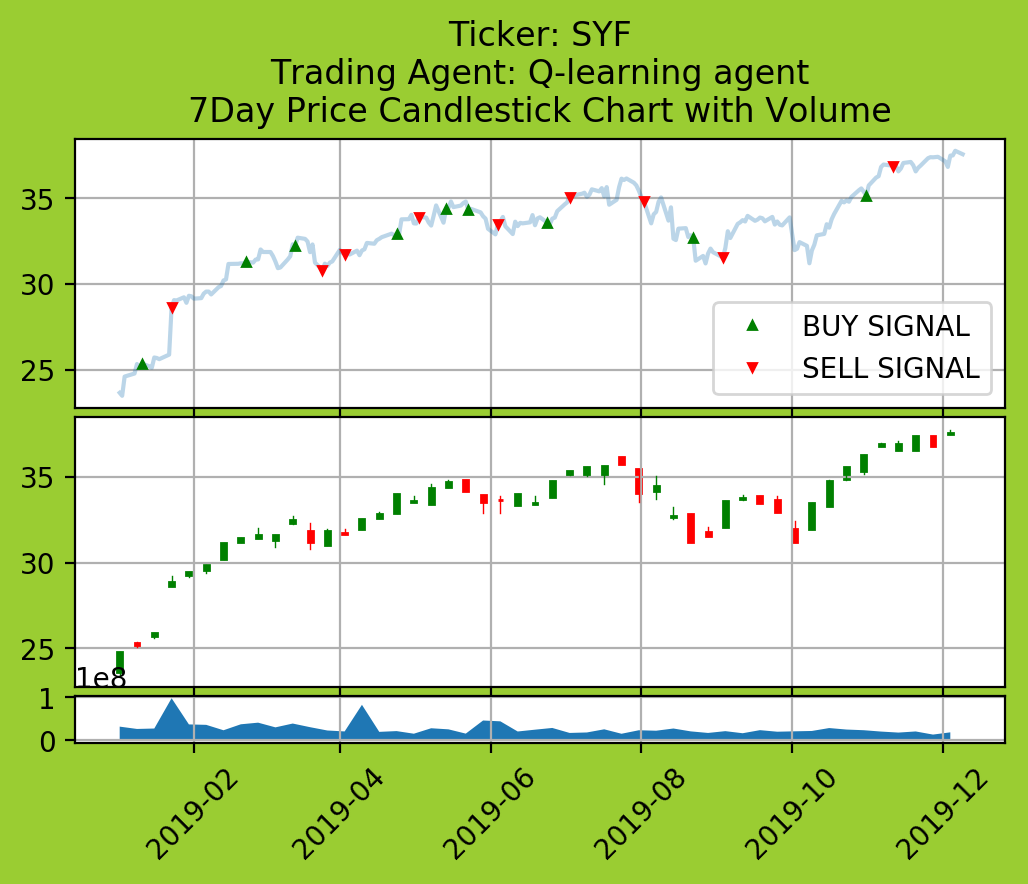 Ticker: SYF
Trading Agent: Q-learning agent
7Day Price Candlestick Chart with Volume
35
30
25
BUY SIGNAL
SELL SIGNAL
35
30
25
1e8
1
0
2019-02
2019-04
2019-06
2019-08
2019-10
2019-12